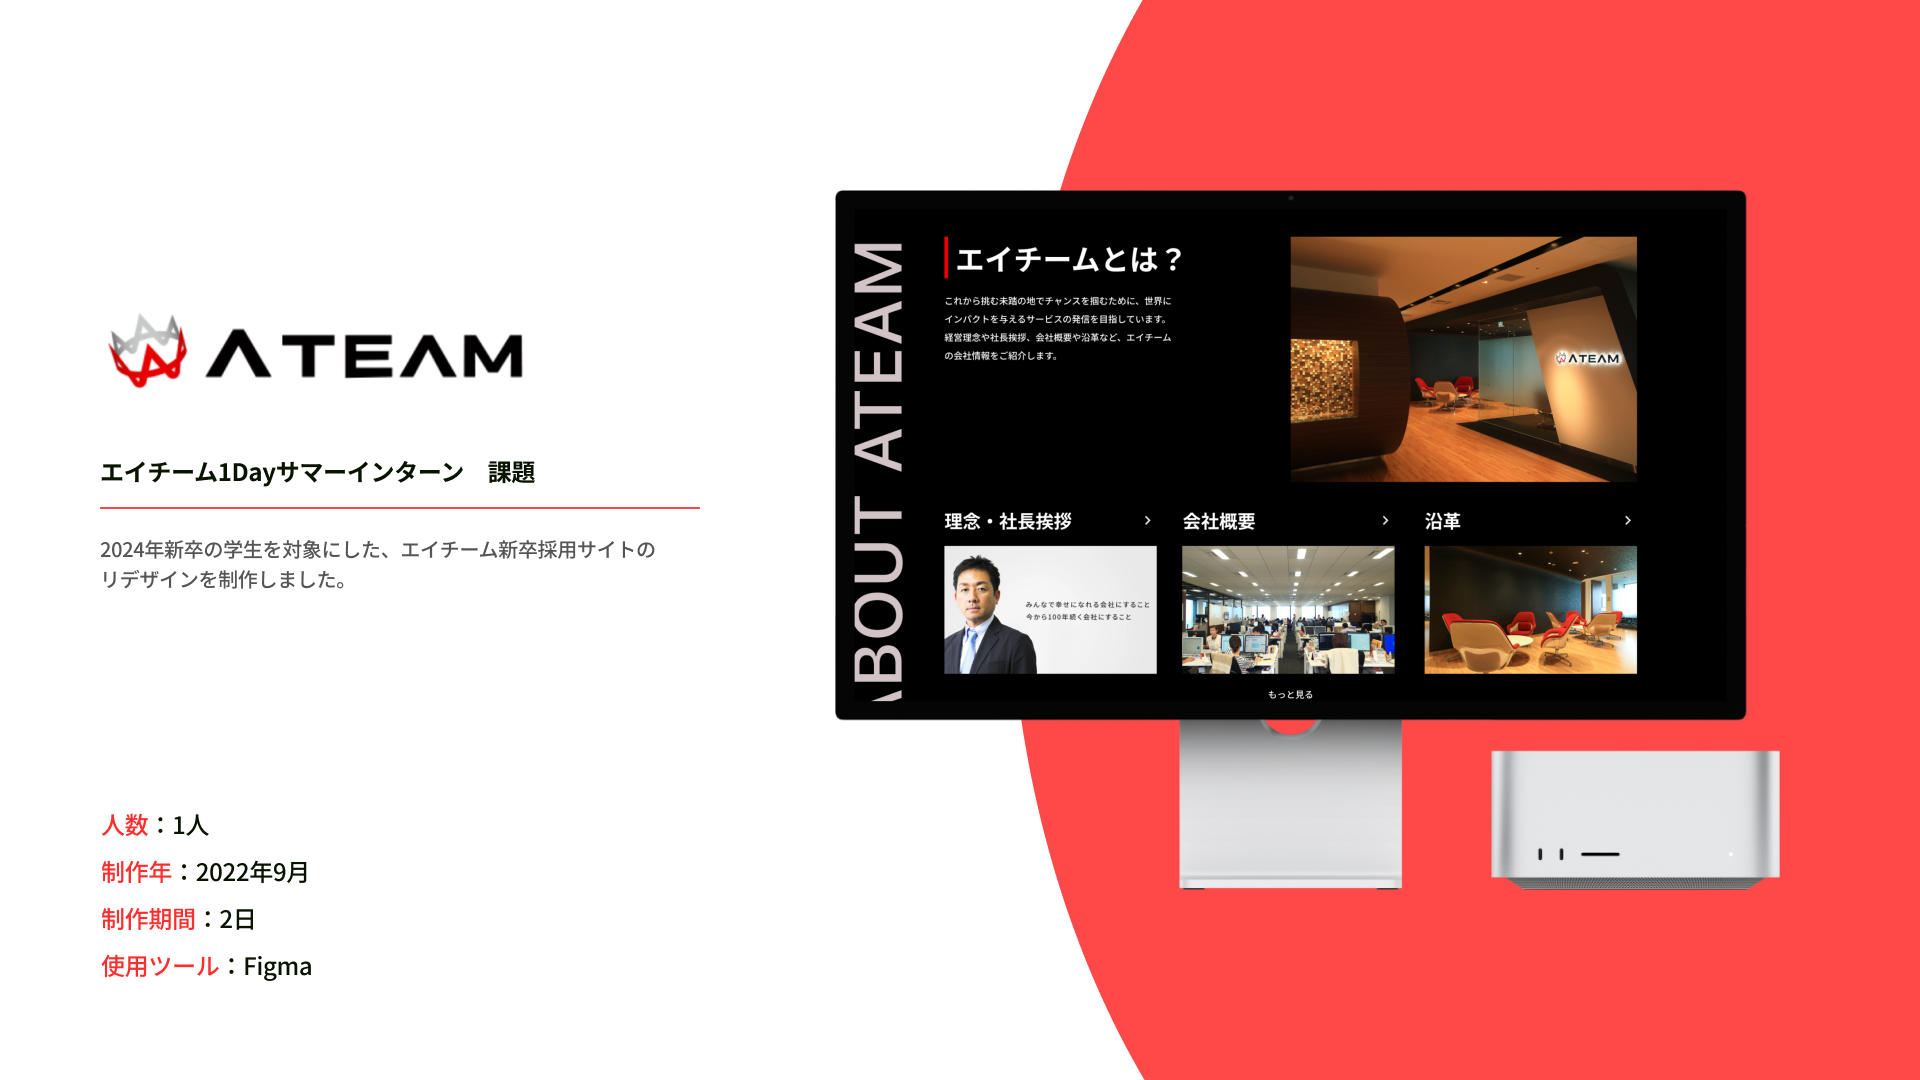 ATEAM
エイチーム1Dayサマーインターン　課題
2024年新卒の学生を対象にした、エイチーム新卒採用サイトの
リデザインを制作しました。
人数：1人
制作年：2022年9月
制作期間：2日
使用ツール：Figma
ABOUT ATEAM
エイチームとは？
これから挑む未踏の地でチャンスを掴むために、世界に
インパクトを与えるサービスの発信を目指しています。
経営理念や社長挨拶、会社概要や沿革など、エイチーム
の会社情報をご紹介します。
ATEAM
理念・社長挨拶
会社概要
沿革
みんなで幸せになれる会社にすること
今から100年続く会社にすること
もっと見る